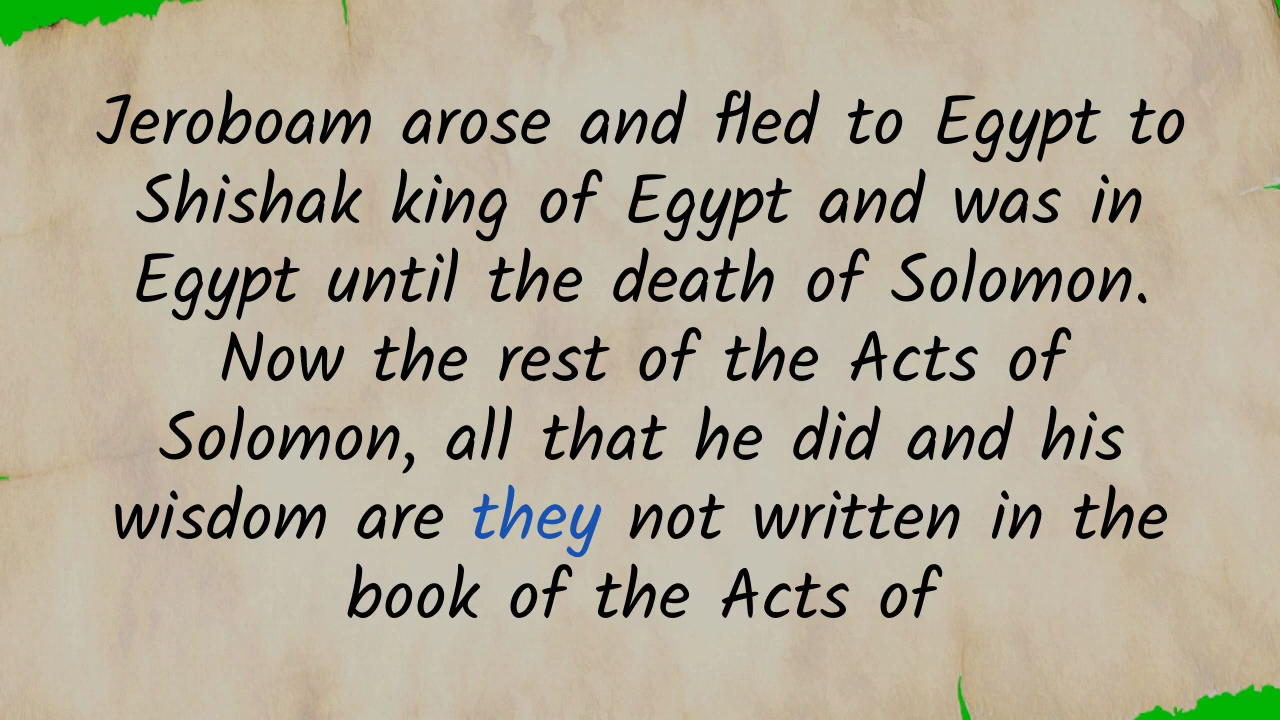 Jeroboam arose and fled to Egypt to
Shishak king of Egypt and was in
Egypt until the death of Solomon.
Now the rest of the Acts of
Solomon, all that he did and his
wisdom are they not written in the
book of the Acts of